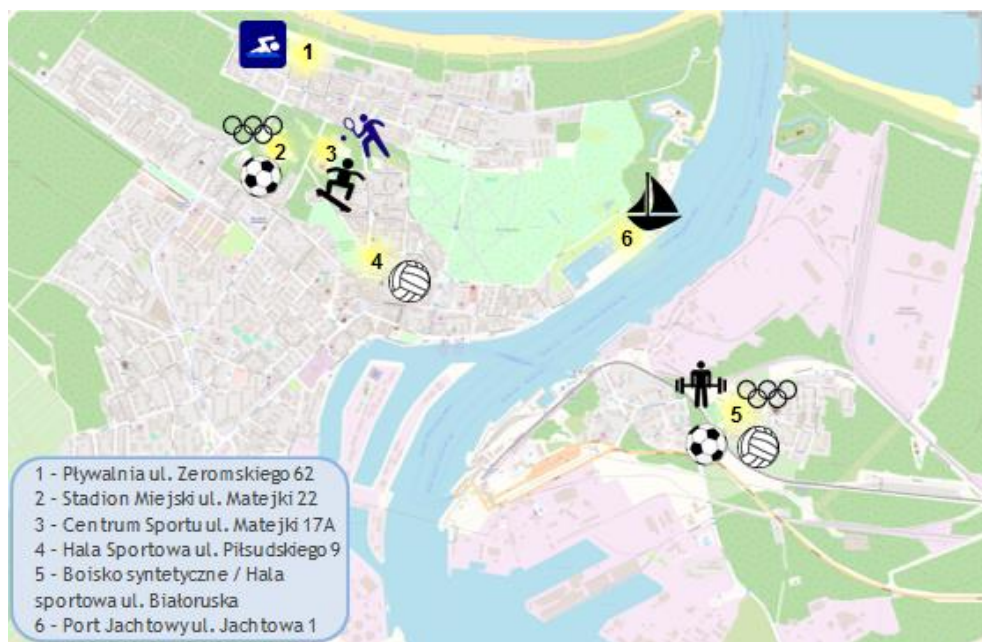 1
2
3
4
6
5
1 - Pływalnia ul. Zeromskiego 62
2 - Stadion Miejski ul. Matejki 22
3 - Centrum Sportu ul. Matejki 17A
4 - Hala Sportowa ul. Piłsudskiego 9
5 - Boisko syntetyczne / Hala
sportowa ul. Białoruska
6 - Port Jachtowy ul. Jachtowa 1